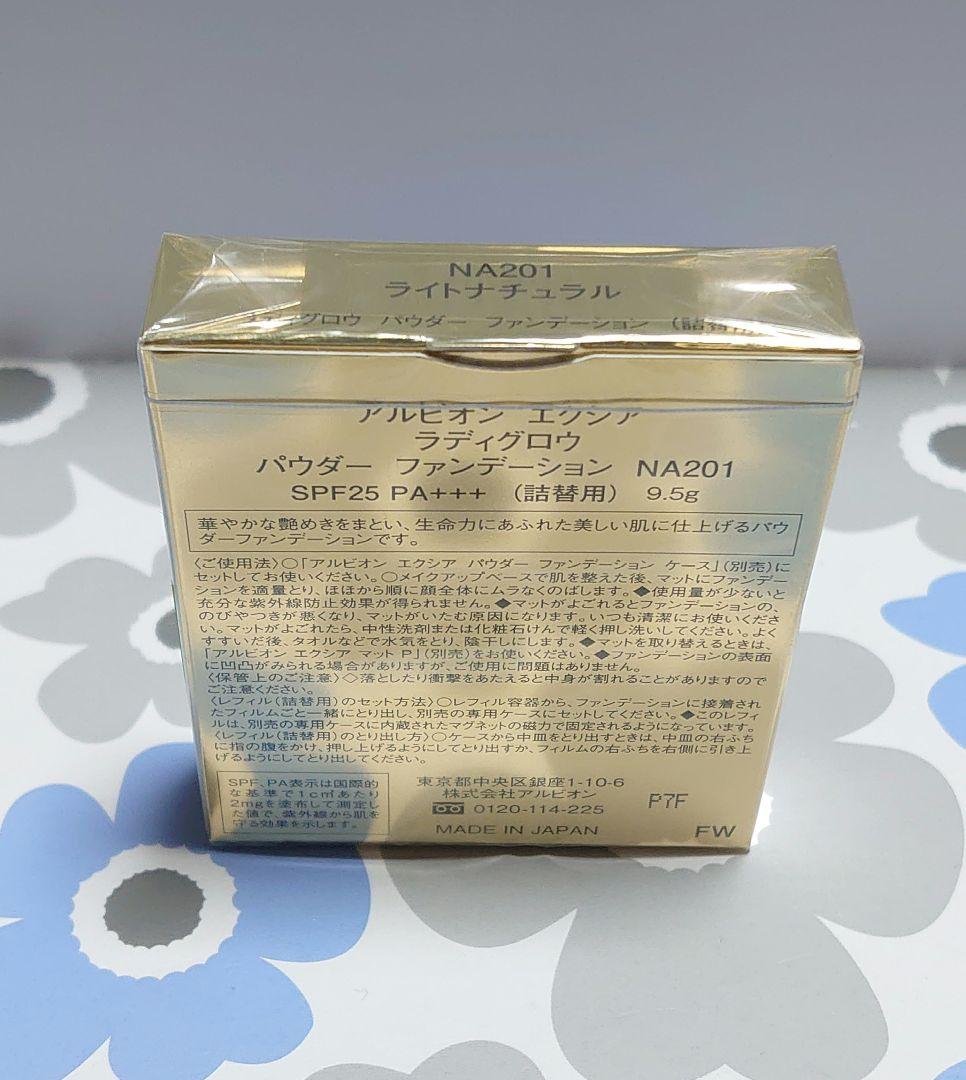 NA201
ライトナチュラル
ラディグロウ パウダー ファンデーション (詰替用)
アルビオン エクシア
ラディグロウ
パウダー ファンデーション NA201
SPF25 PA+++ (詰替用) 9.5g
華やかな艶めきをまとい、生命力にあふれた美しい肌に仕上げるパウ
ダーファンデーションです。
〈ご使用法〉○「アルビオン エクシア パウダー ファンデーション ケース」(別売)に
セットしてお使いください。○メイクアップベースで肌を整えた後、マットにファンデー
ションを適量とり、ほほから順に顔全体にムラなくのばします。◆使用量が少ないと
充分な紫外線防止効果が得られません。◆マットがよごれるとファンデーションの、
のびやつきが悪くなり、マットがいたむ原因になります。いつも清潔にお使いくださ
い。マットがよごれたら、中性洗剤または化粧石けんで軽く押し洗いしてください。よく
すすいだ後、タオルなどで水気をとり、陰干しにします。◆マットを取り替えるときは、
「アルビオン エクシア マット P」(別売)をお使いください。◆ファンデーションの表面
に凹凸がみられる場合がありますが、ご使用に問題はありません。
〈保管上のご注意〉◇落としたり衝撃をあたえると中身が割れることがありますので
ご注意ください。
〈レフィル(詰替用)のセット方法〉○レフィル容器から、ファンデーションに接着され
たフィルムごと一緒にとり出し、別売の専用ケースにセットしてください。◆このレフィ
ルは、別売の専用ケースに内蔵されたマグネットの磁力で固定されるようになっています。
〈レフィル(詰替用)のとり出し方〉○ケースから中皿をとり出すときは、中皿の右ふち
に指の腹をかけ、押し上げるようにしてとり出すか、フィルムの右ふちを右側に引き上
げるようにしてとり出してください。
SPF、PA表示は国際的
な基準で1c㎡あたり
2mgを塗布して測定し
た値で、紫外線から肌を
守る効果を示します。
東京都中央区銀座1-10-6
株式会社アルビオン
0120-114-225
MADE IN JAPAN
P7F
FW